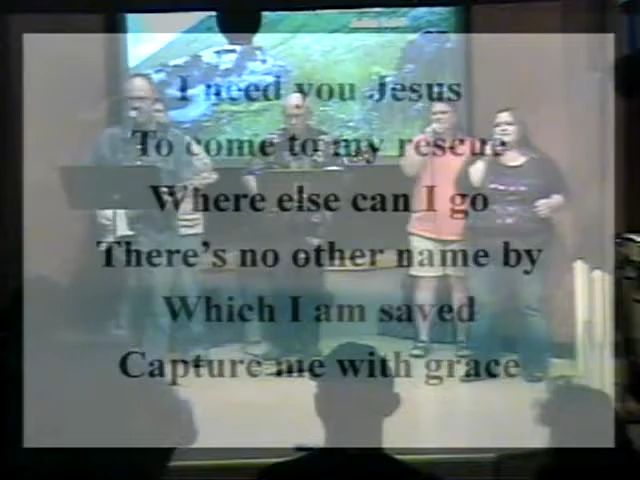 I need you Jesus
To come to my rescue
Where else can I go
There's no other name by
Which I am saved
Capture me with grace